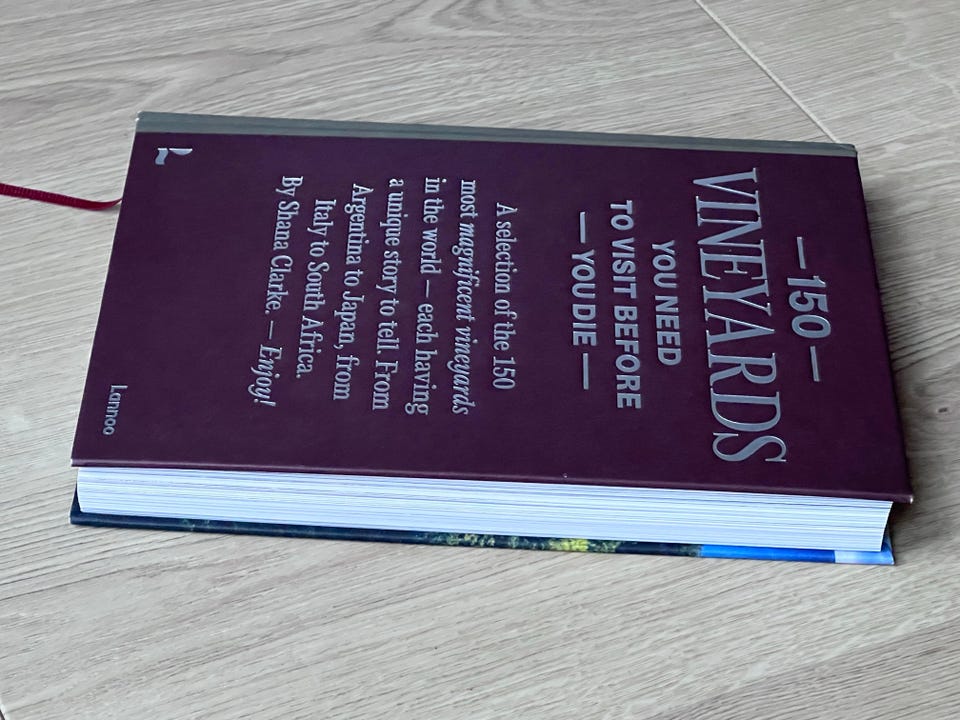 — 150 —
VINEYARDS
YOU NEED
TO VISIT BEFORE
— YOU DIE —
A selection of the 150
most magnificent vineyards
in the world — each having
a unique story to tell. From
Argentina to Japan, from
Italy to South Africa.
By Shana Clarke. — Enjoy!
Lannoo